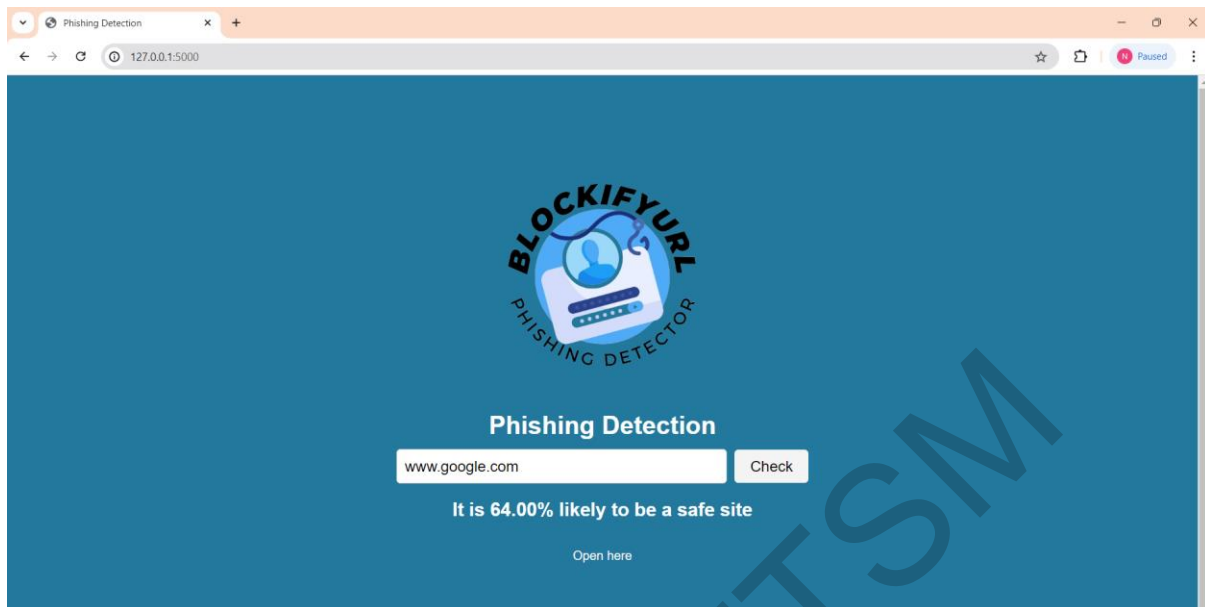 Phishing Detection
127.0.0.1:5000
N Paused
BLOCKIFYURL
PHISHING DETECTOR
Phishing Detection
www.google.com Check
It is 64.00% likely to be a safe site
Open here
TSM